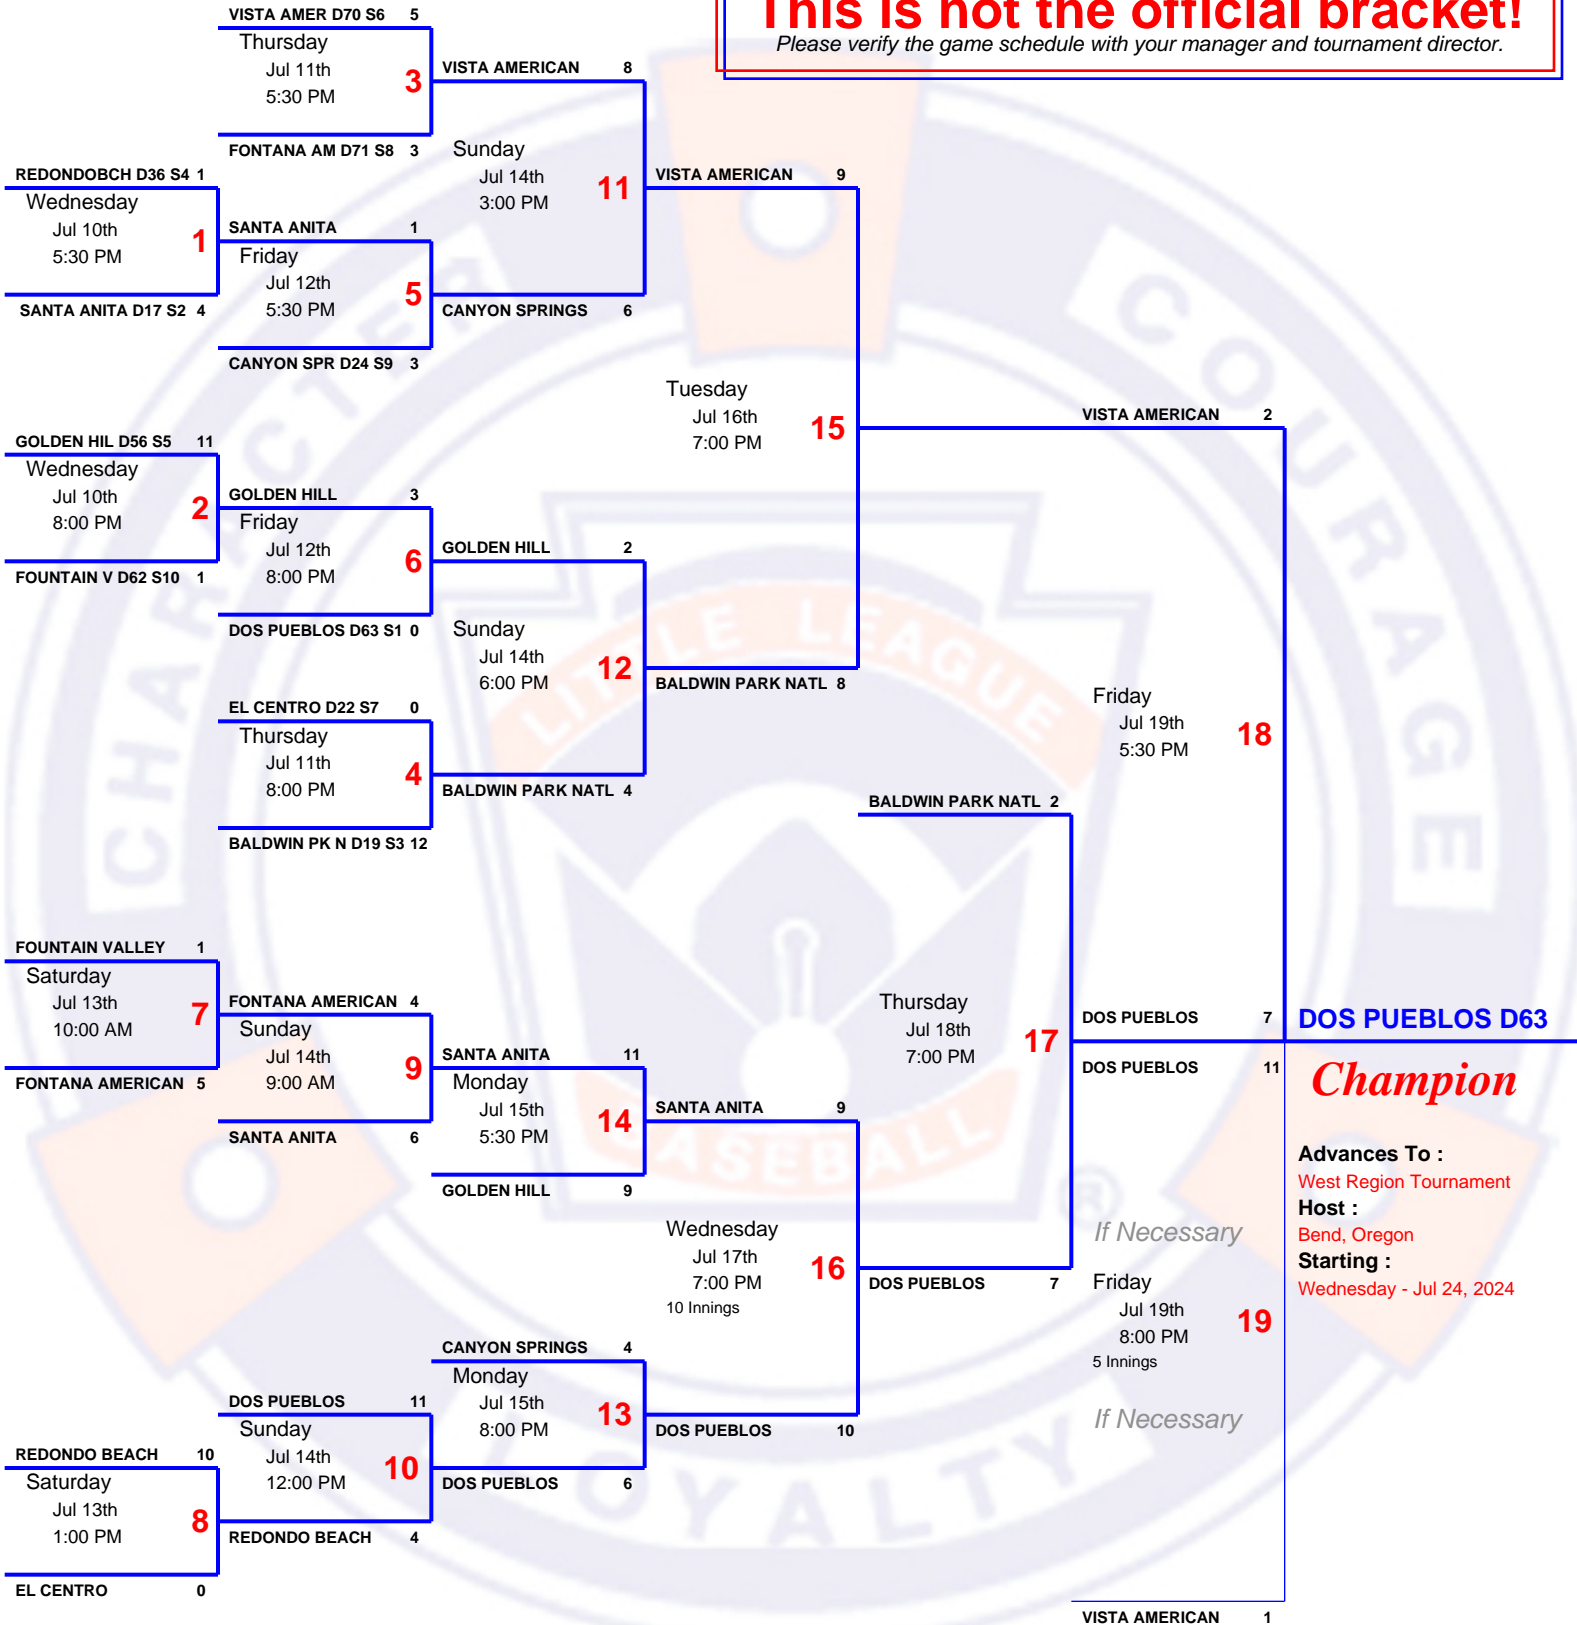 This is not the official bracket!
Please verify the game schedule with your manager and tournament director.
VISTA AMER D70 S6 5
Thursday
Jul 11th
5:30 PM
3
FONTANA AM D71 S8 3
VISTA AMERICAN 8
Sunday
Jul 14th
3:00 PM
11
REDONDOBCH D36 S4 1
Wednesday
Jul 10th
5:30 PM
1
SANTA ANITA D17 S2 4
SANTA ANITA 1
Friday
Jul 12th
5:30 PM
5
CANYON SPR D24 S9 3
CANYON SPRINGS 6
VISTA AMERICAN 9
Tuesday
Jul 16th
7:00 PM
15
GOLDEN HIL D56 S5 11
Wednesday
Jul 10th
8:00 PM
2
FOUNTAIN V D62 S10 1
GOLDEN HILL 3
Friday
Jul 12th
8:00 PM
6
DOS PUEBLOS D63 S1 0
GOLDEN HILL 2
Sunday
Jul 14th
6:00 PM
12
EL CENTRO D22 S7 0
Thursday
Jul 11th
8:00 PM
4
BALDWIN PK N D19 S3 12
BALDWIN PARK NATL 4
BALDWIN PARK NATL 8
VISTA AMERICAN 2
Friday
Jul 19th
5:30 PM
18
BALDWIN PARK NATL 2
Thursday
Jul 18th
7:00 PM
17
FOUNTAIN VALLEY 1
Saturday
Jul 13th
10:00 AM
7
FONTANA AMERICAN 5
FONTANA AMERICAN 4
Sunday
Jul 14th
9:00 AM
9
SANTA ANITA 6
SANTA ANITA 11
Monday
Jul 15th
5:30 PM
14
GOLDEN HILL 9
SANTA ANITA 9
Wednesday
Jul 17th
7:00 PM
10 Innings
16
DOS PUEBLOS 7
CANYON SPRINGS 4
Monday
Jul 15th
8:00 PM
13
DOS PUEBLOS 10
DOS PUEBLOS 11
Sunday
Jul 14th
12:00 PM
10
DOS PUEBLOS 6
REDONDO BEACH 10
Saturday
Jul 13th
1:00 PM
8
REDONDO BEACH 4
EL CENTRO 0
DOS PUEBLOS 7
DOS PUEBLOS 11
If Necessary
Friday
Jul 19th
8:00 PM
5 Innings
19
If Necessary
VISTA AMERICAN 1
DOS PUEBLOS D63
Champion
Advances To :
West Region Tournament
Host :
Bend, Oregon
Starting :
Wednesday - Jul 24, 2024
CHARACTER
COURAGE
LOYALTY
LITTLE LEAGUE
BASEBALL
®